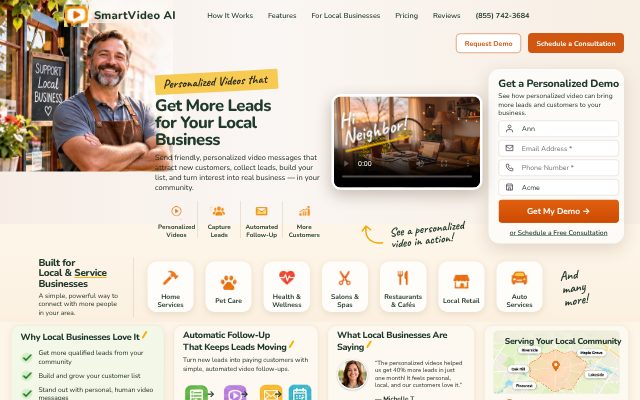 SmartVideo AI
How It Works
Features
For Local Businesses
Pricing
Reviews
(855) 742-3684
Request Demo
Schedule a Consultation
SUPPORT
Local
BUSINESS
Personalized Videos that
Get More Leads
for Your Local
Business
Send friendly, personalized video messages that
attract new customers, collect leads, build your
list, and turn interest into real business — in your
community.
Personalized
Videos
Capture
Leads
Automated
Follow-Up
More
Customers
Hi
Neighbor!
0:00
See a personalized
video in action!
Get a Personalized Demo
See how personalized video can bring
more leads and customers to your
business.
Ann
Email Address *
Phone Number *
Acme
Get My Demo →
or Schedule a Free Consultation
Built for
Local & Service
Businesses
A simple, powerful way to
connect with more people
in your area.
Home
Services
Pet Care
Health &
Wellness
Salons &
Spas
Restaurants
& Cafés
Local Retail
Auto
Services
And
many
more!
Why Local Businesses Love It
Get more qualified leads from your
community
Build and grow your customer list
Stand out with personal, human video
messages
Automatic Follow-Up
That Keeps Leads Moving
Turn new leads into paying customers with
simple, automated video follow-ups.
What Local Businesses Are
Saying
"The personalized videos helped
us get 40% more leads in just
one month! It feels personal,
local, and our customers love it."
— Michelle T.
Serving Your Local Community
Riverside
Maple Grove
Oak Hill
Lakeside
Pinecrest